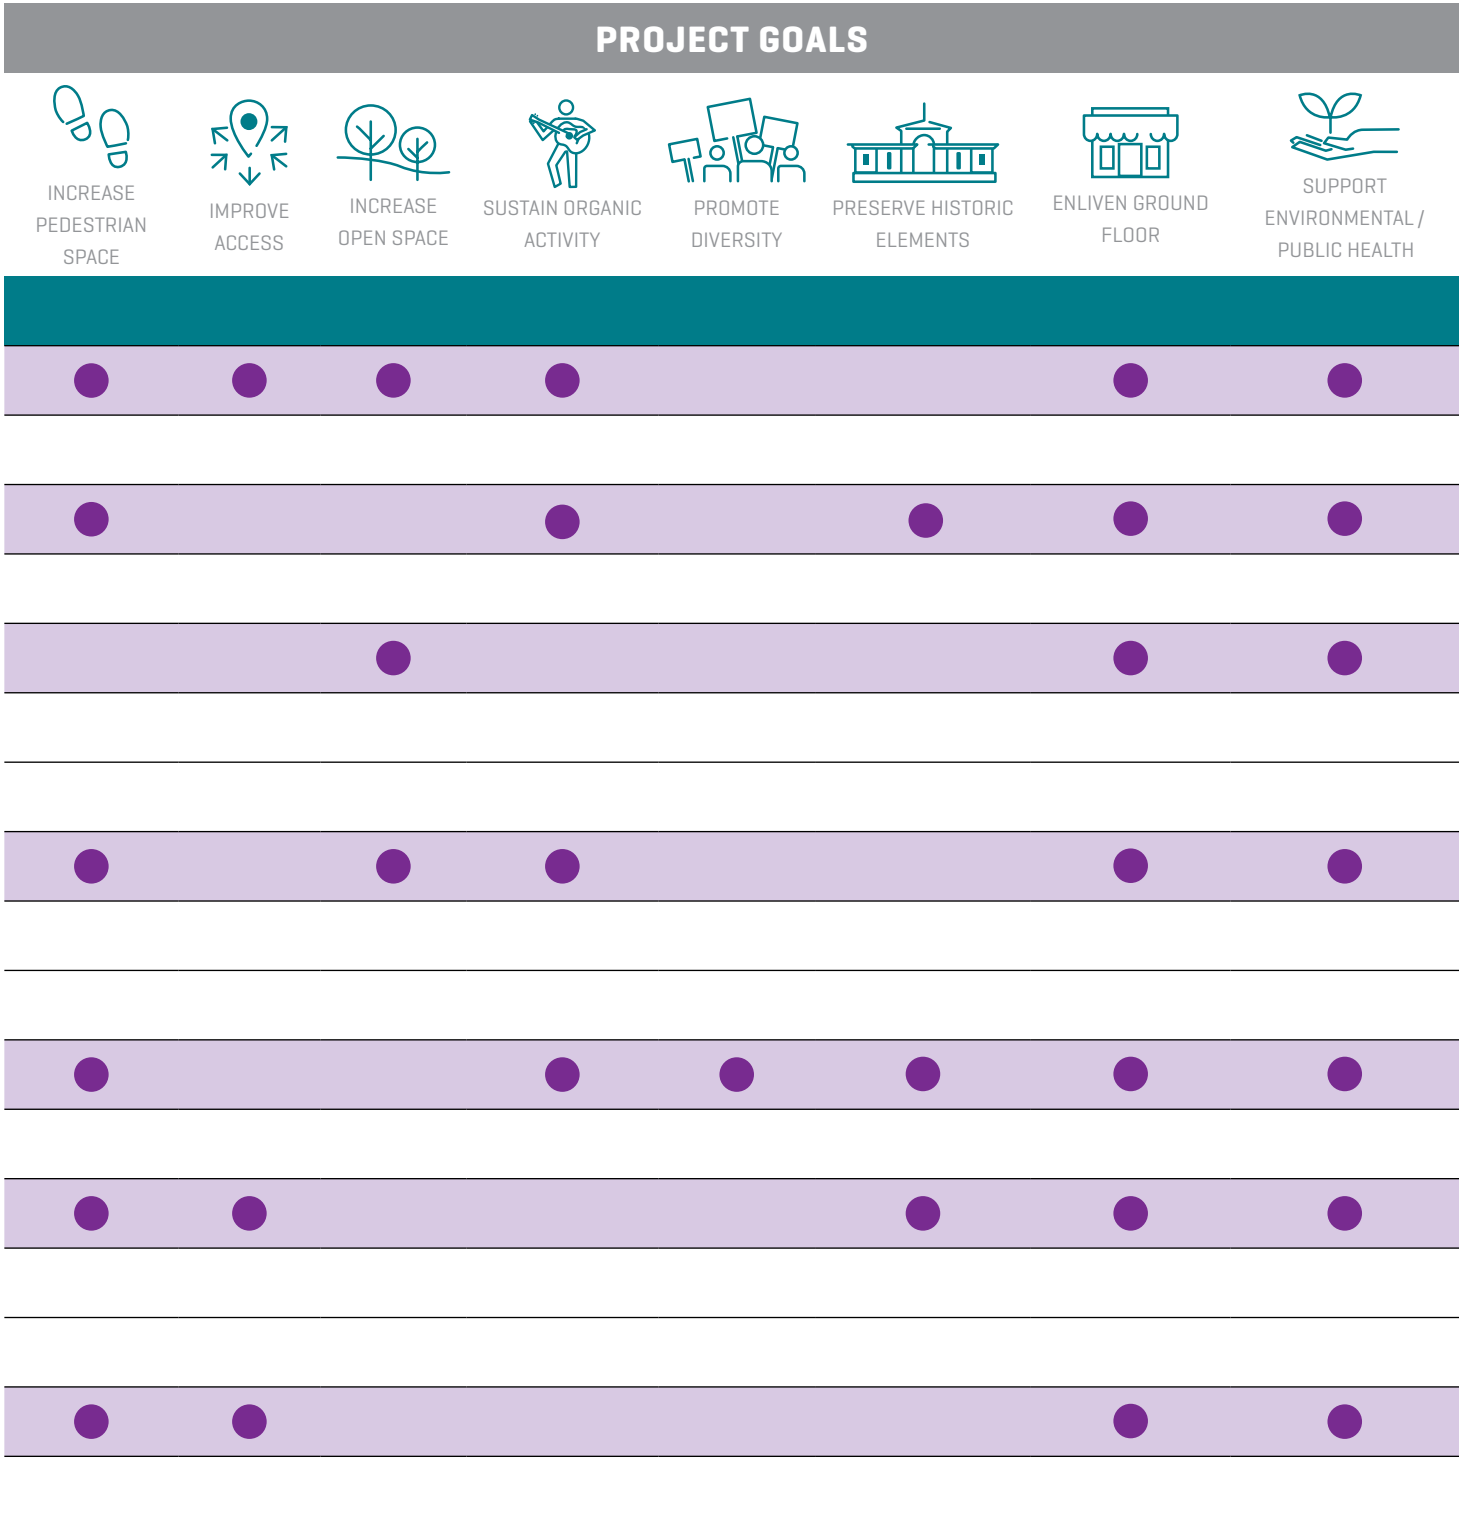 PROJECT GOALS
INCREASE
PEDESTRIAN
SPACE
IMPROVE
ACCESS
INCREASE
OPEN SPACE
SUSTAIN ORGANIC
ACTIVITY
PROMOTE
DIVERSITY
PRESERVE HISTORIC
ELEMENTS
ENLIVEN GROUND
FLOOR
SUPPORT
ENVIRONMENTAL /
PUBLIC HEALTH